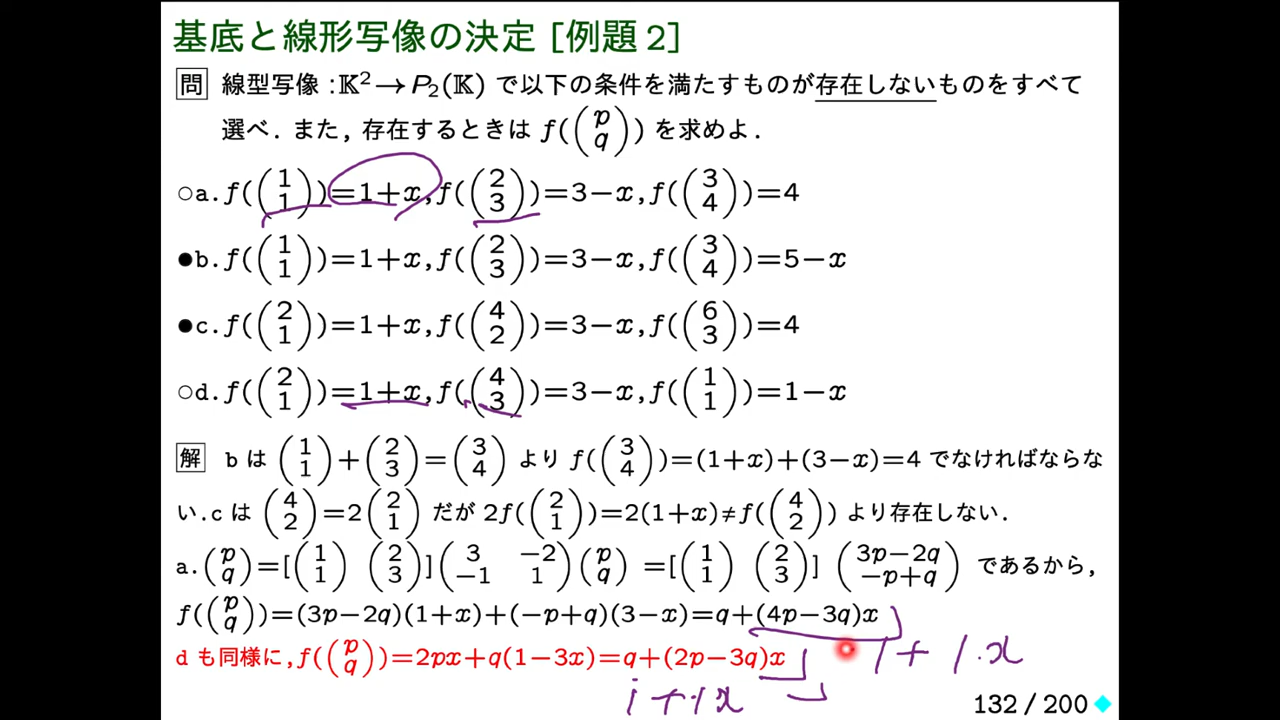 基底と線形写像の決定 [例題2]
問 線型写像:𝕂²→P₂(𝕂) で以下の条件を満たすものが存在しないものをすべて
選べ. また, 存在するときは f((p q)) を求めよ.
○a.f((1 1))=1+x,f((2 3))=3−x,f((3 4))=4
●b.f((1 1))=1+x,f((2 3))=3−x,f((3 4))=5−x
●c.f((2 1))=1+x,f((4 2))=3−x,f((6 3))=4
○d.f((2 1))=1+x,f((4 3))=3−x,f((1 1))=1−x
解 bは (1 1)+(2 3)=(3 4) より f((3 4))=(1+x)+(3−x)=4 でなければならな
い.cは (4 2)=2(2 1) だが 2f((2 1))=2(1+x)≠f((4 2)) より存在しない.
a.(p q)=[(1 1) (2 3)](3 −2 −1 1)(p q) =[(1 1) (2 3)] (3p−2q −p+q) であるから,
f((p q))=(3p−2q)(1+x)+(−p+q)(3−x)=q+(4p−3q)x
dも同様に,f((p q))=2px+q(1−3x)=q+(2p−3q)x
1+1·x
1+1x
132 / 200